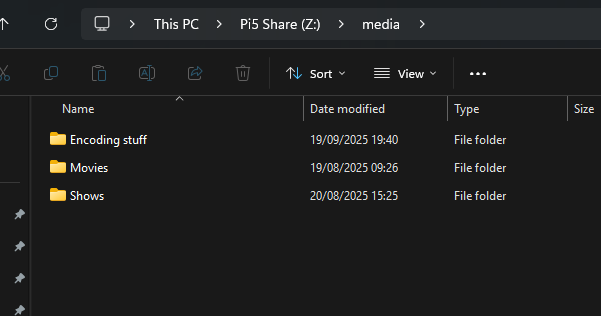 This PC > Pi5 Share (Z:) > media >
Sort View
Name Date modified Type Size
Encoding stuff 19/09/2025 19:40 File folder
Movies 19/08/2025 09:26 File folder
Shows 20/08/2025 15:25 File folder